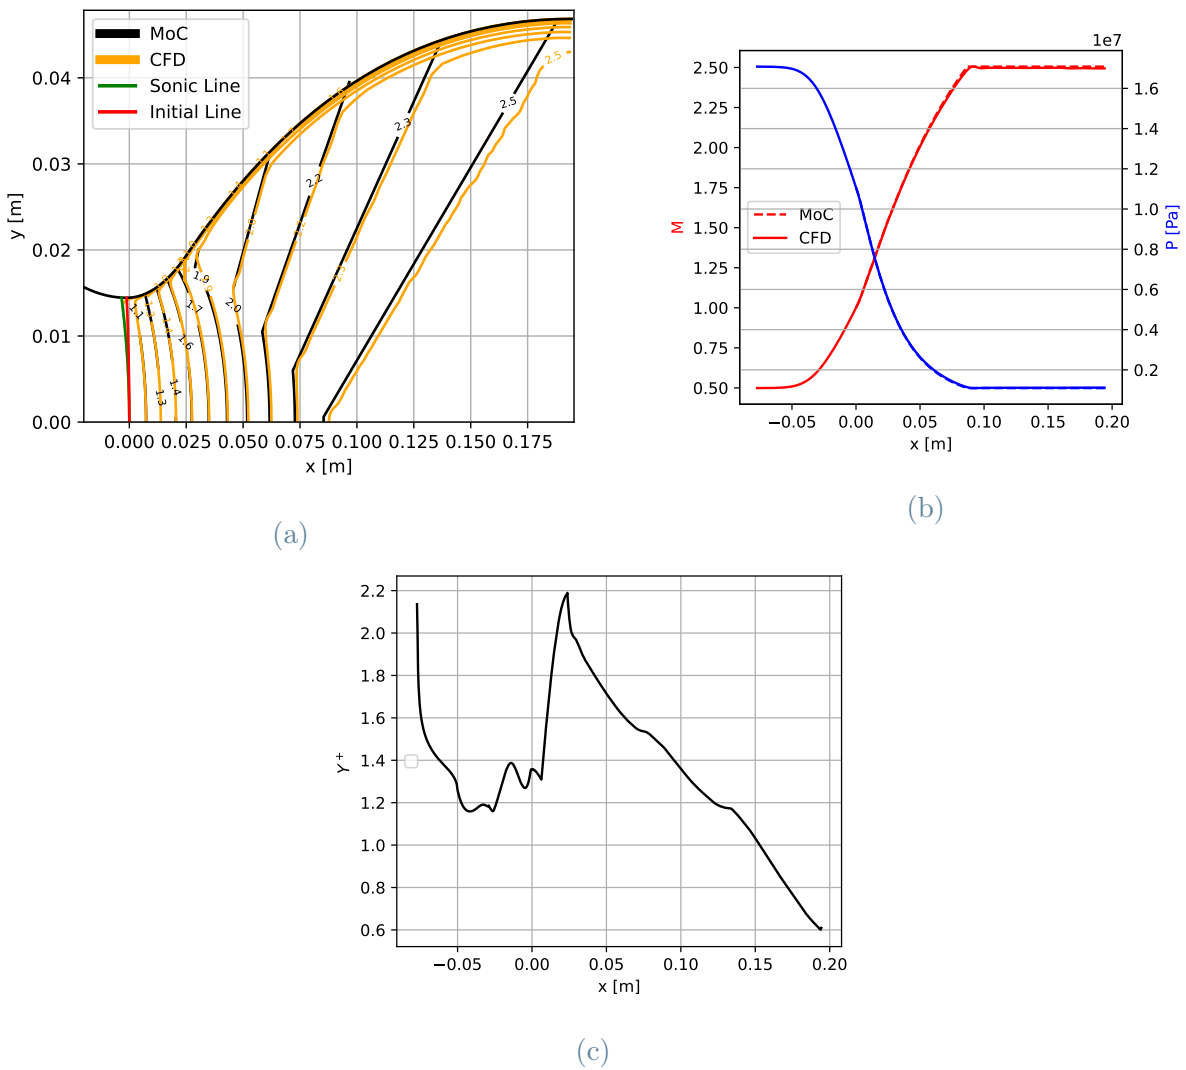 MoC
CFD
Sonic Line
Initial Line
0.04
0.03
0.02
0.01
0.00
y [m]
0.000 0.025 0.050 0.075 0.100 0.125 0.150 0.175
x [m]
1.1
1.3
1.4
1.6
1.7
1.9
2.0
2.2
2.3
2.5
2.5
(a)
1e7
2.50
2.25
2.00
1.75
1.50
1.25
1.00
0.75
0.50
M
MoC
CFD
1.6
1.4
1.2
1.0
0.8
0.6
0.4
0.2
P [Pa]
−0.05 0.00 0.05 0.10 0.15 0.20
x [m]
(b)
2.2
2.0
1.8
1.6
1.4
1.2
1.0
0.8
0.6
Y+
−0.05 0.00 0.05 0.10 0.15 0.20
x [m]
(c)